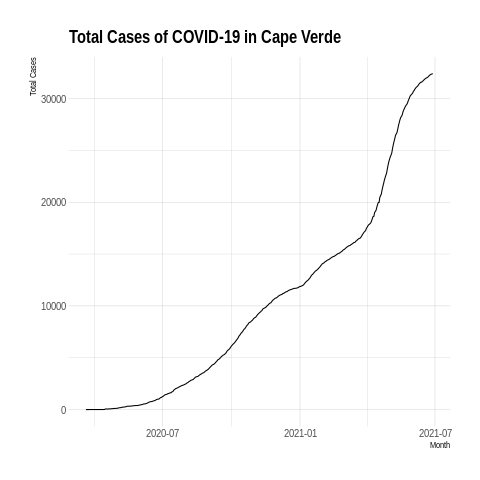 Total Cases of COVID-19 in Cape Verde
Total Cases
30000
20000
10000
0
2020-07
2021-01
2021-07
Month